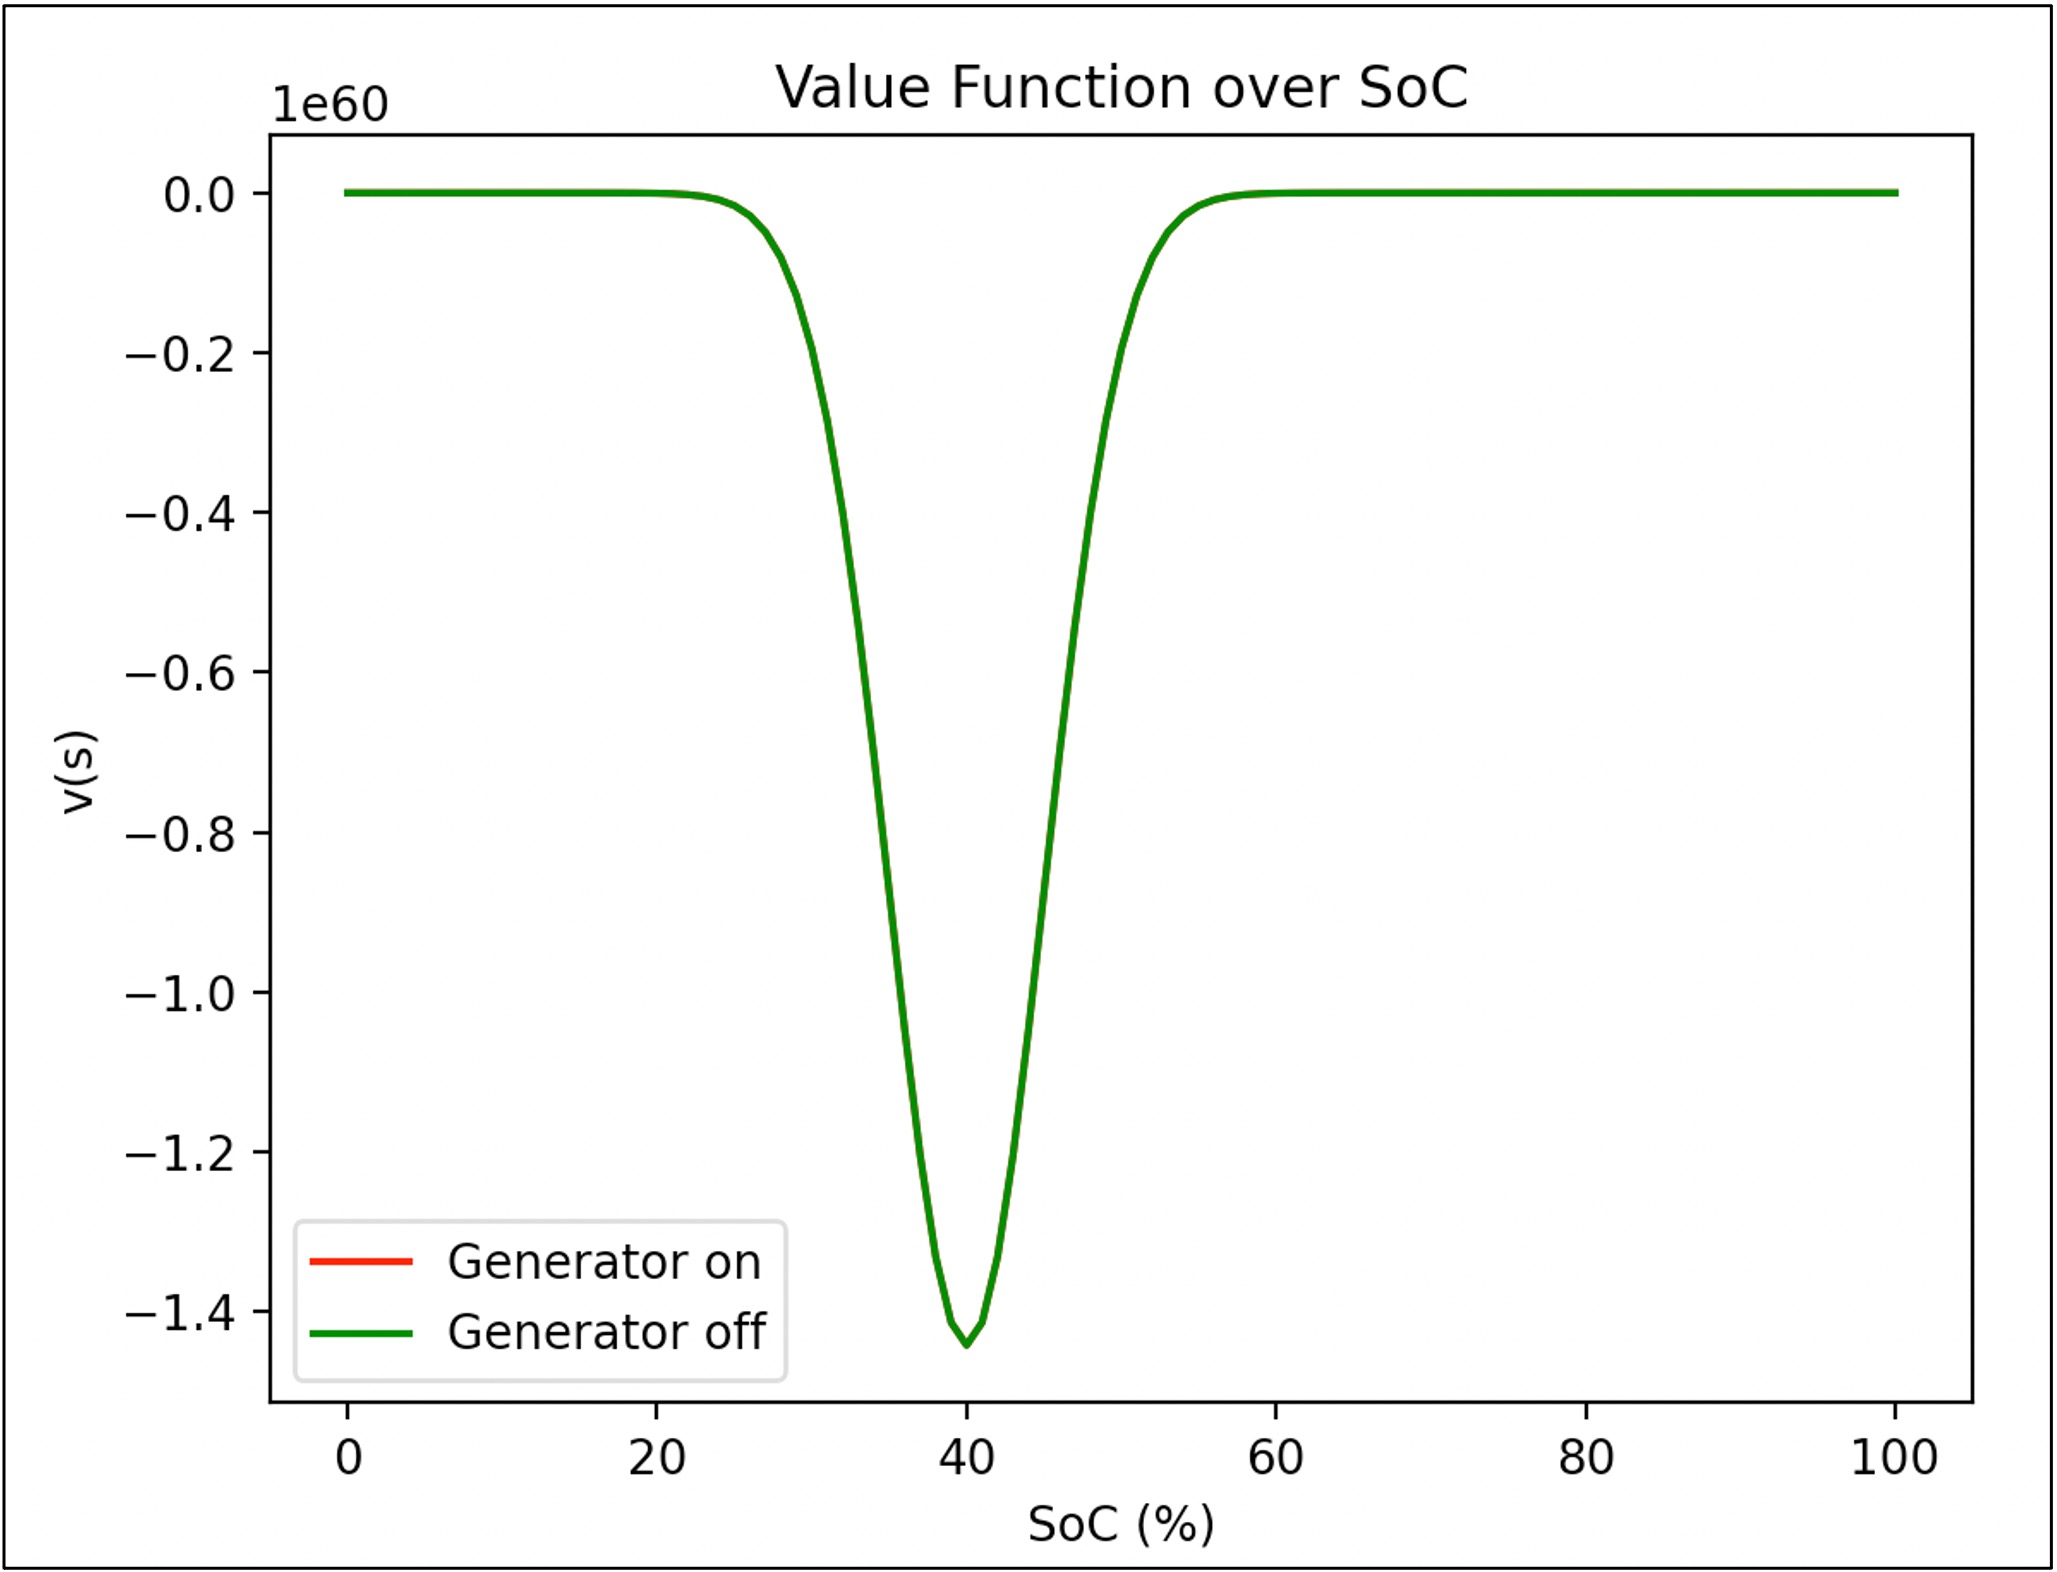 Value Function over SoC
1e60
0.0
−0.2
−0.4
−0.6
−0.8
−1.0
−1.2
−1.4
v(s)
Generator on
Generator off
0 20 40 60 80 100
SoC (%)